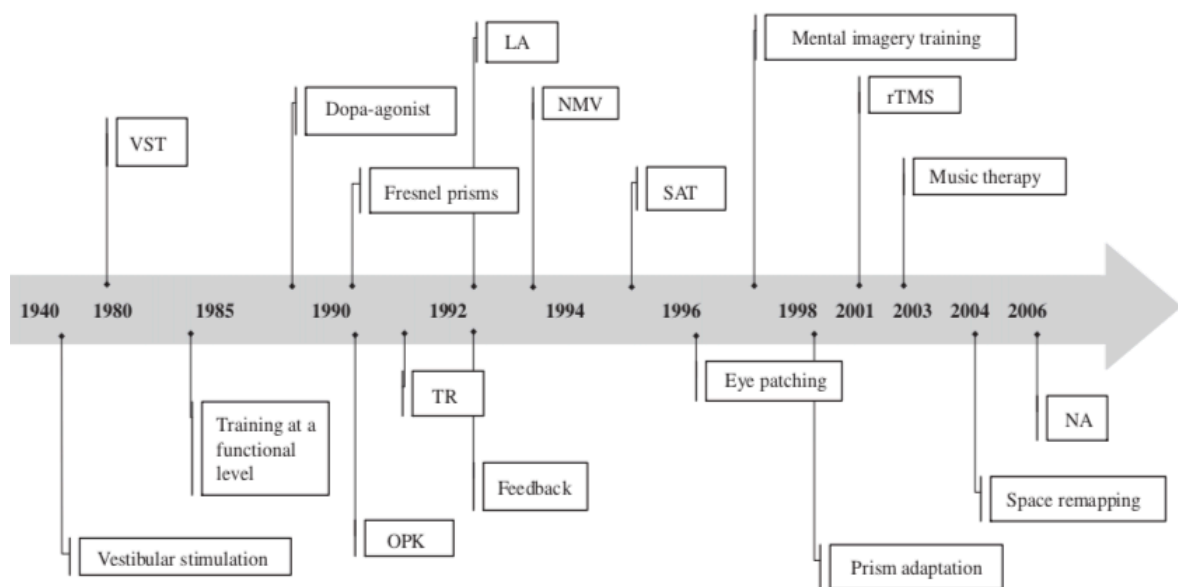 LA
Mental imagery training
Dopa-agonist
NMV
rTMS
VST
Fresnel prisms
SAT
Music therapy
1940 1980 1985 1990 1992 1994 1996 1998 2001 2003 2004 2006
Eye patching
TR
NA
Training at a
functional
level
Feedback
Space remapping
OPK
Vestibular stimulation
Prism adaptation